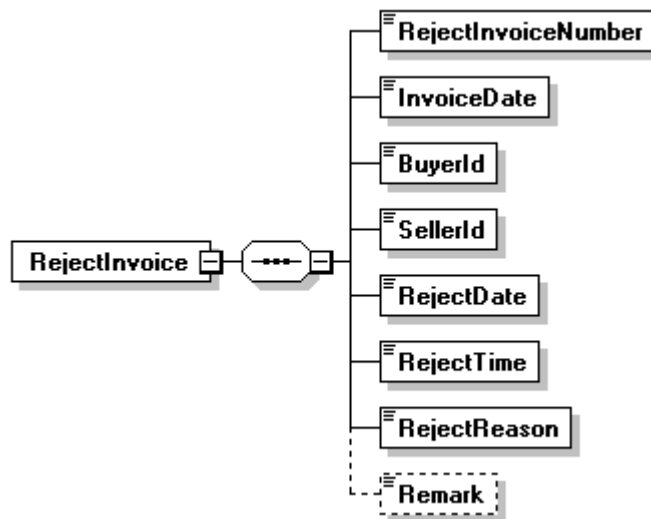 RejectInvoiceNumber
InvoiceDate
BuyerId
SellerId
RejectInvoice
RejectDate
RejectTime
RejectReason
Remark